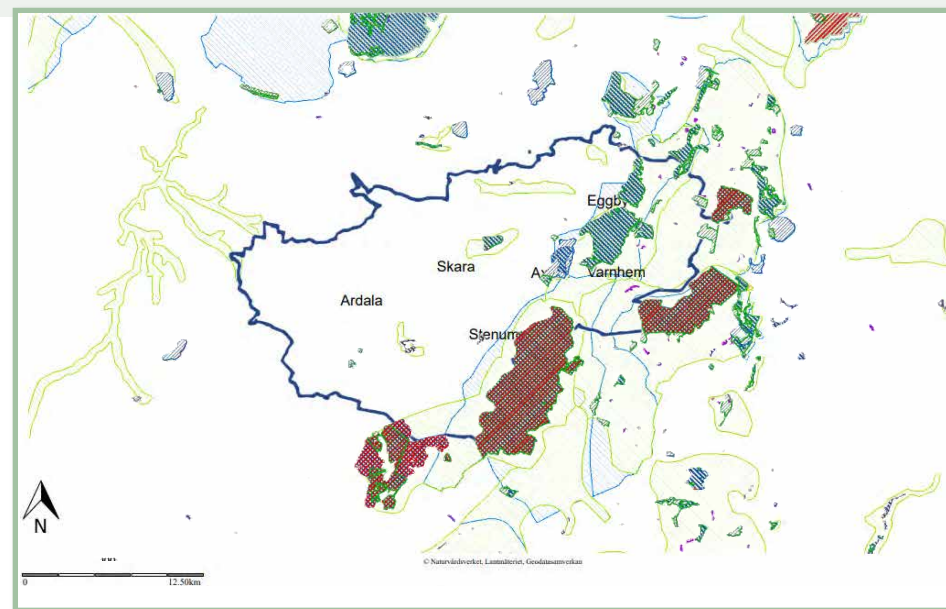 Eggby
Skara
Varnhem
Ardala
Stenum
N
© Naturvårdsverket, Lantmäteriet, Geodatasamverkan
0 12.50km